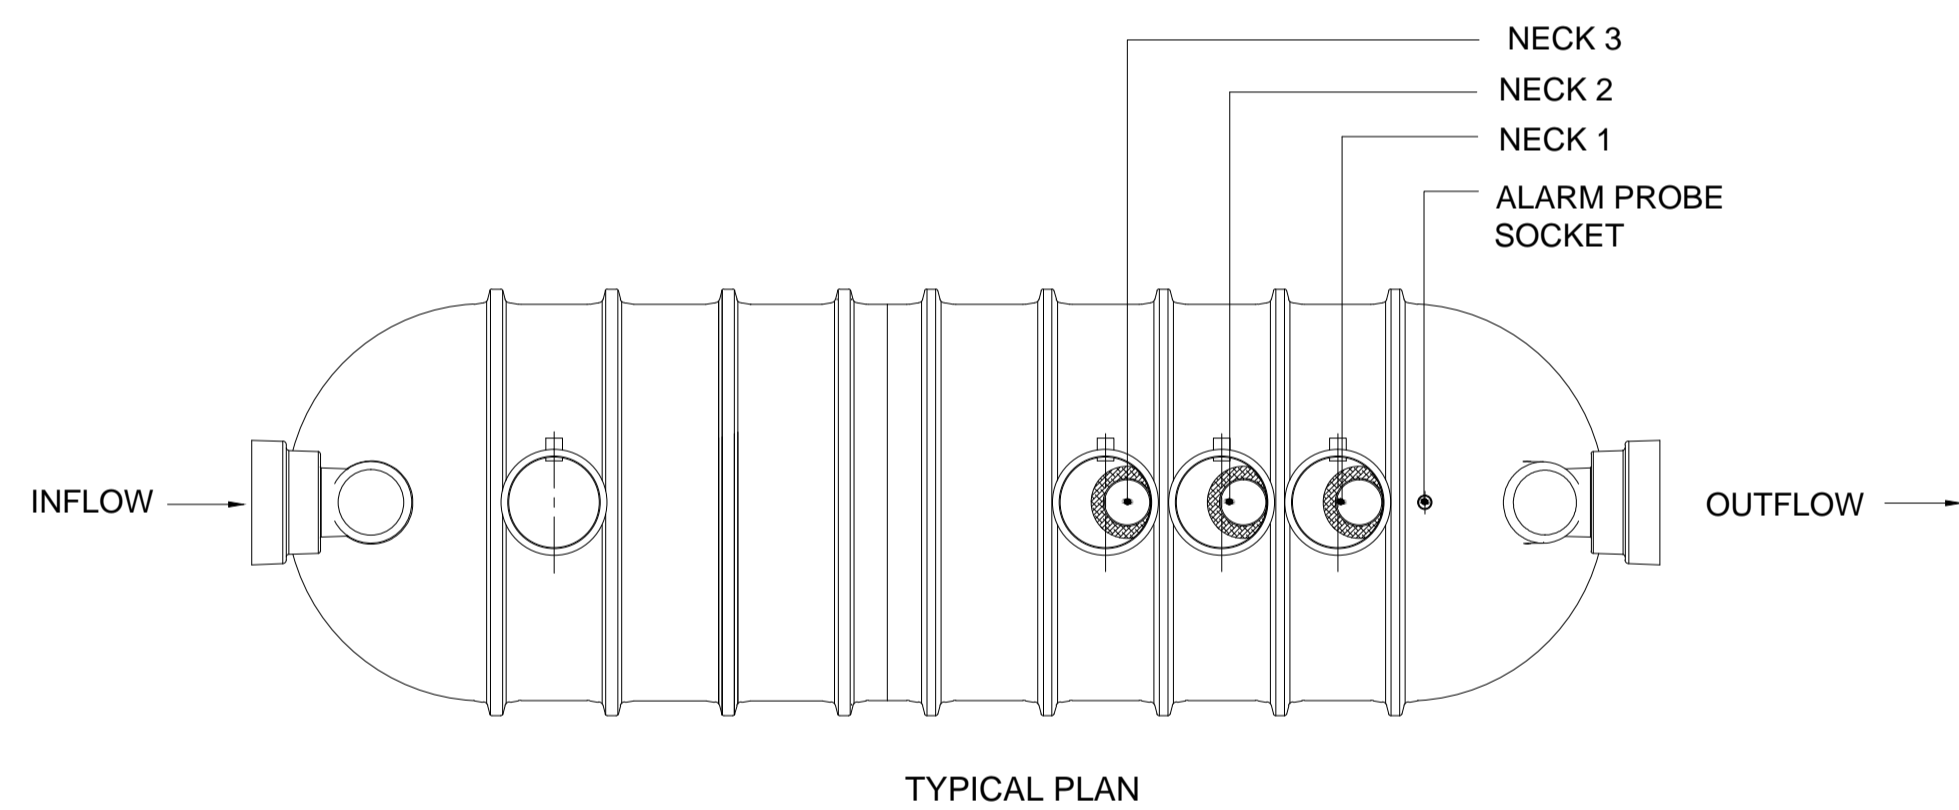 NECK 3
NECK 2
NECK 1
ALARM PROBE
SOCKET
INFLOW
OUTFLOW
TYPICAL PLAN